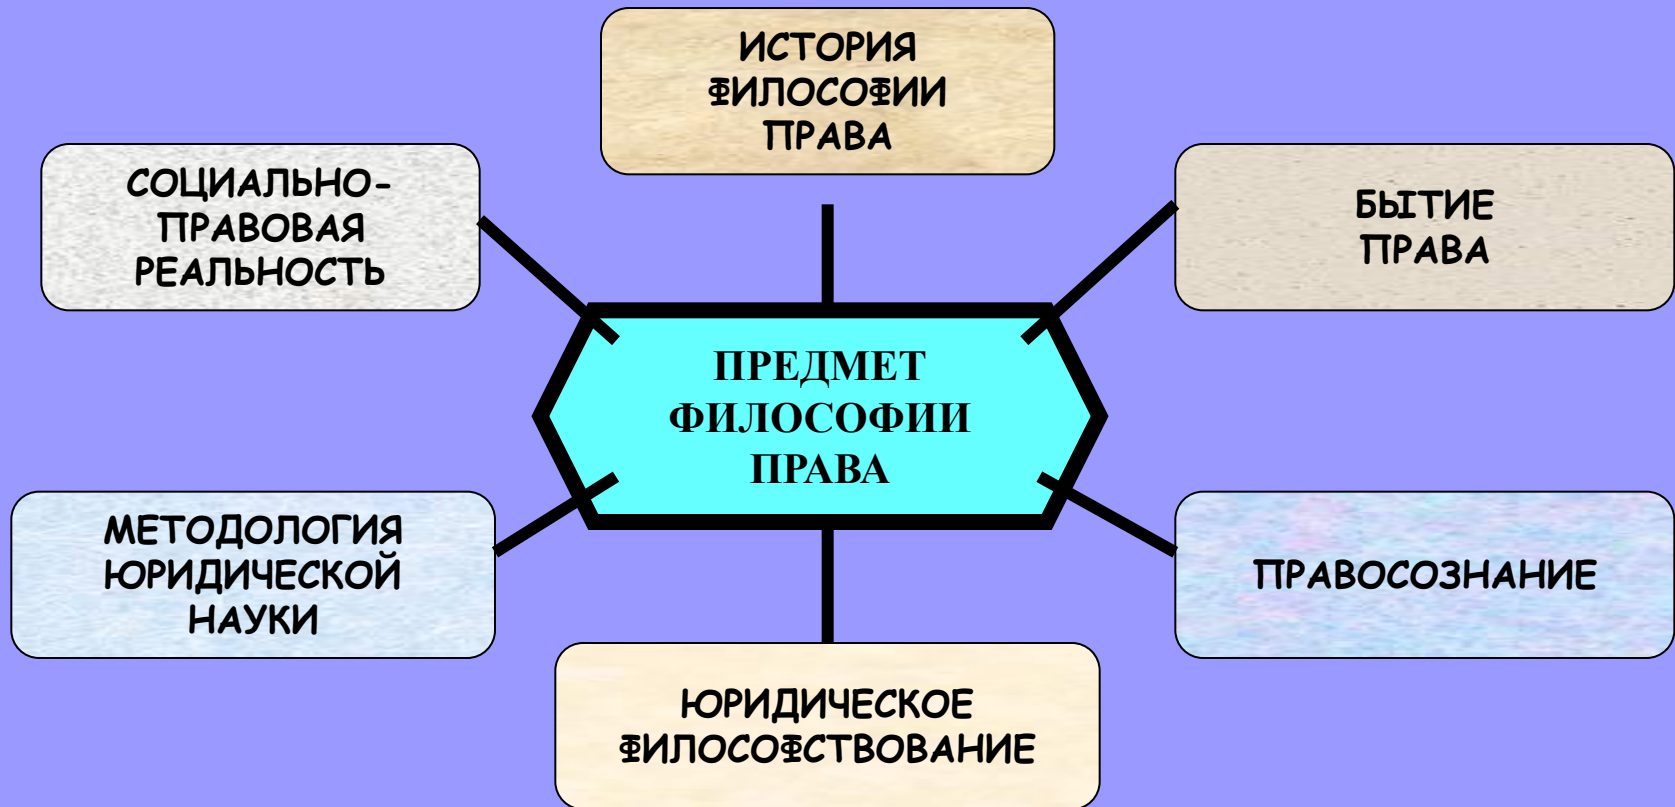 ИСТОРИЯ
ФИЛОСОФИИ
ПРАВА
СОЦИАЛЬНО-
ПРАВОВАЯ
РЕАЛЬНОСТЬ
БЫТИЕ
ПРАВА
ПРЕДМЕТ
ФИЛОСОФИИ
ПРАВА
МЕТОДОЛОГИЯ
ЮРИДИЧЕСКОЙ
НАУКИ
ПРАВОСОЗНАНИЕ
ЮРИДИЧЕСКОЕ
ФИЛОСОФСТВОВАНИЕ